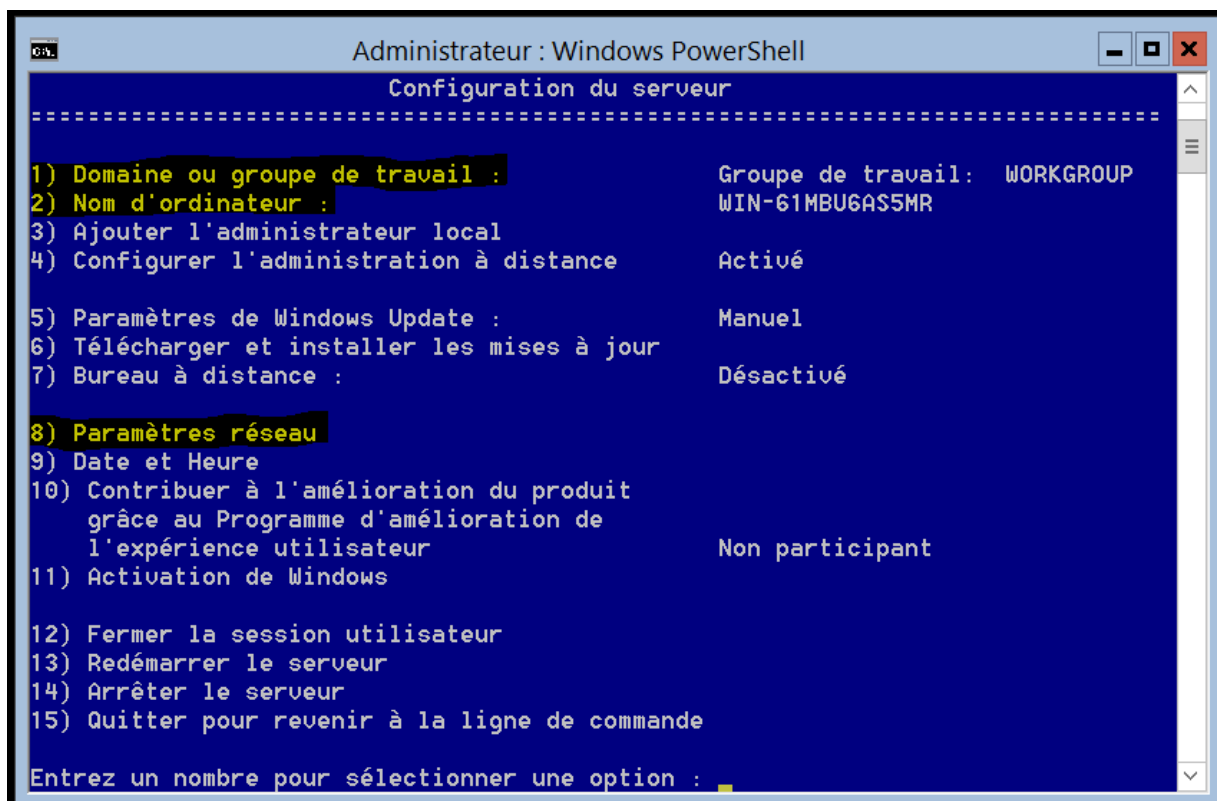 Administrateur : Windows PowerShell
Configuration du serveur
===============================================================================
1) Domaine ou groupe de travail : Groupe de travail: WORKGROUP
2) Nom d'ordinateur : WIN-61MBU6AS5MR
3) Ajouter l'administrateur local
4) Configurer l'administration à distance Activé
5) Paramètres de Windows Update : Manuel
6) Télécharger et installer les mises à jour
7) Bureau à distance : Désactivé
8) Paramètres réseau
9) Date et Heure
10) Contribuer à l'amélioration du produit
grâce au Programme d'amélioration de
l'expérience utilisateur Non participant
11) Activation de Windows
12) Fermer la session utilisateur
13) Redémarrer le serveur
14) Arrêter le serveur
15) Quitter pour revenir à la ligne de commande
Entrez un nombre pour sélectionner une option :